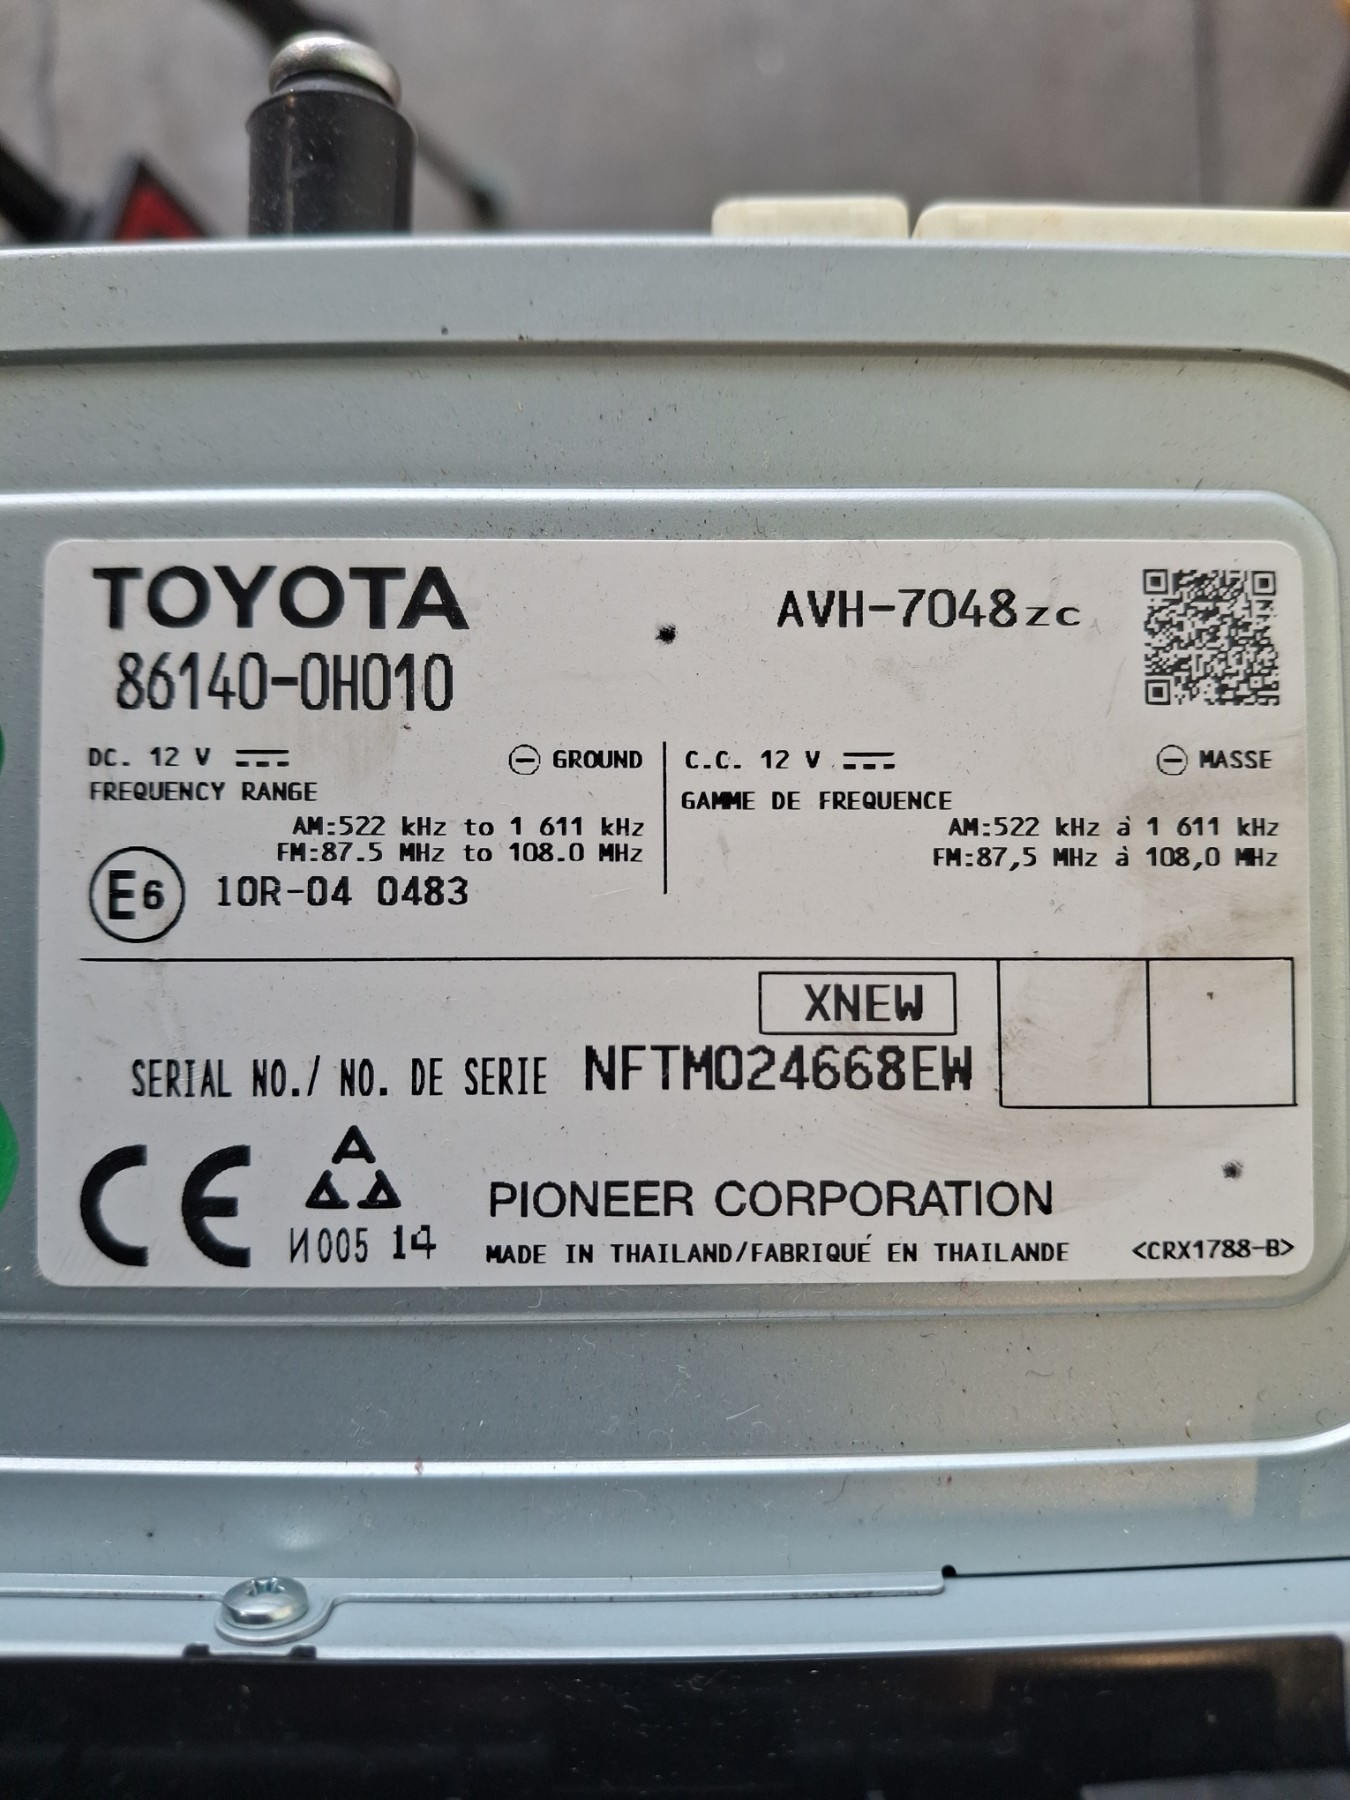 TOYOTA
86140-0H010
AVH-7048zc
DC. 12 V ⊖ GROUND
FREQUENCY RANGE
AM:522 kHz to 1 611 kHz
FM:87.5 MHz to 108.0 MHz
C.C. 12 V ⊖ MASSE
GAMME DE FREQUENCE
AM:522 kHz à 1 611 kHz
FM:87,5 MHz à 108,0 MHz
E6 10R-04 0483
XNEW
SERIAL NO./ NO. DE SERIE NFTM024668EW
CE
И005 14
PIONEER CORPORATION
MADE IN THAILAND/FABRIQUÉ EN THAILANDE
<CRX1788-B>